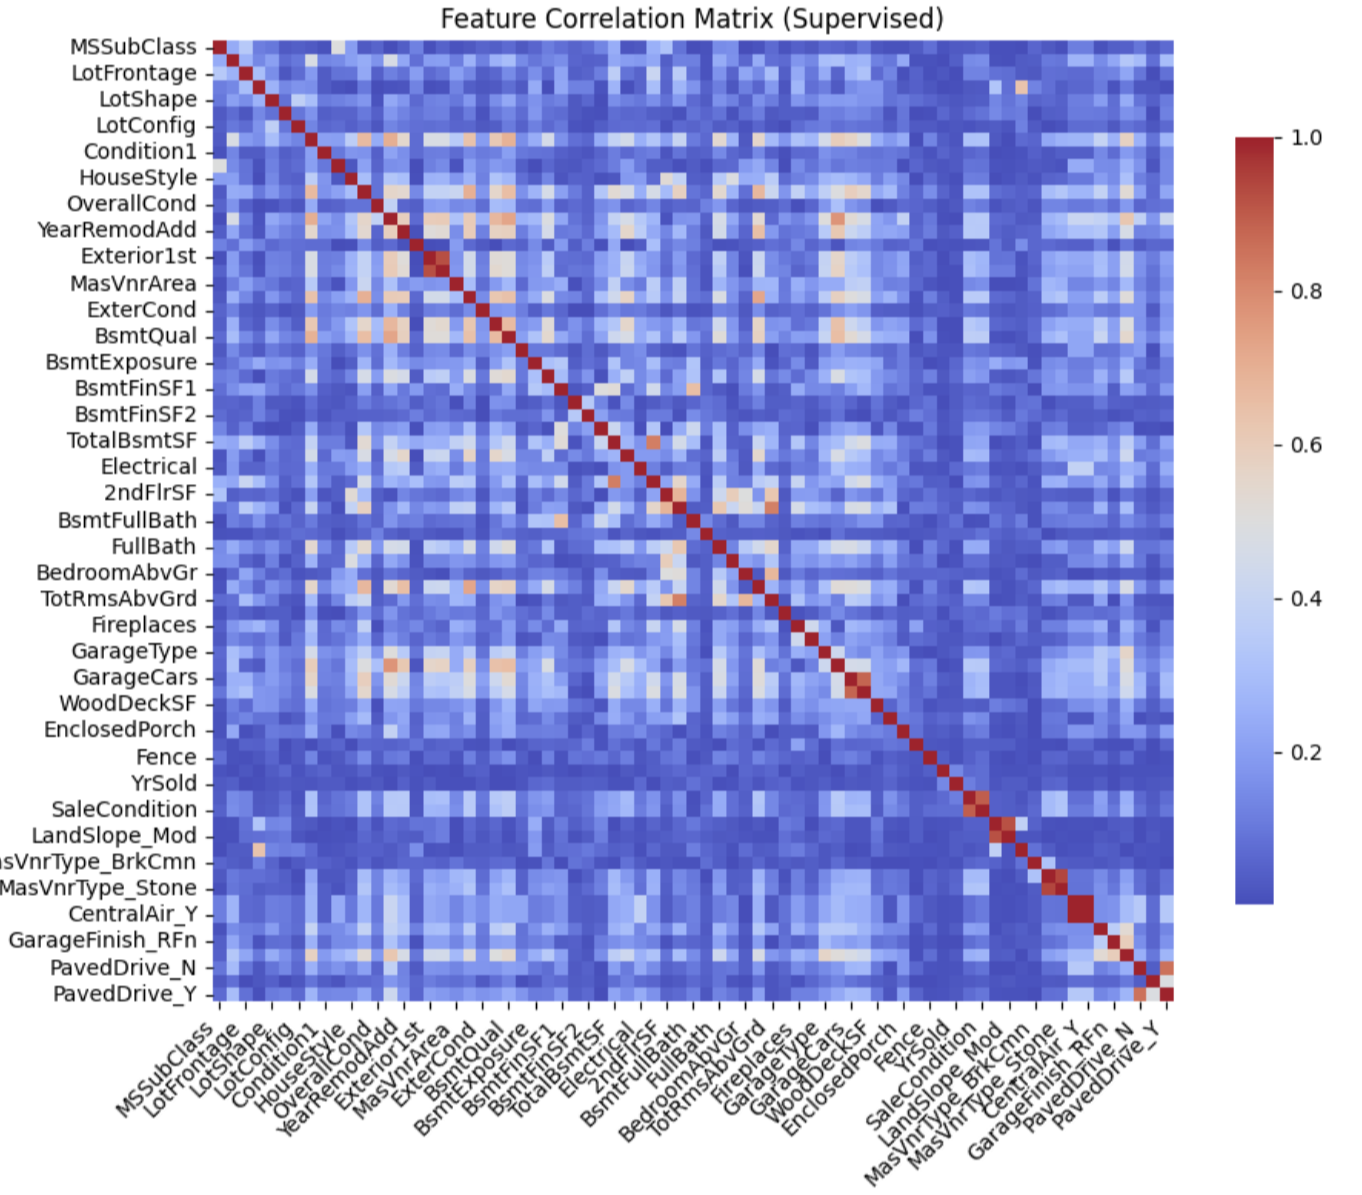 Feature Correlation Matrix (Supervised)
MSSubClass
LotFrontage
LotShape
LotConfig
Condition1
HouseStyle
OverallCond
YearRemodAdd
Exterior1st
MasVnrArea
ExterCond
BsmtQual
BsmtExposure
BsmtFinSF1
BsmtFinSF2
TotalBsmtSF
Electrical
2ndFlrSF
BsmtFullBath
FullBath
BedroomAbvGr
TotRmsAbvGrd
Fireplaces
GarageType
GarageCars
WoodDeckSF
EnclosedPorch
Fence
YrSold
SaleCondition
LandSlope_Mod
asVnrType_BrkCmn
MasVnrType_Stone
CentralAir_Y
GarageFinish_RFn
PavedDrive_N
PavedDrive_Y
1.0
0.8
0.6
0.4
0.2
MSSubClass
LotFrontage
LotShape
LotConfig
Condition1
HouseStyle
OverallCond
YearRemodAdd
Exterior1st
MasVnrArea
ExterCond
BsmtQual
BsmtExposure
BsmtFinSF1
BsmtFinSF2
TotalBsmtSF
Electrical
2ndFlrSF
BsmtFullBath
FullBath
BedroomAbvGr
TotRmsAbvGrd
Fireplaces
GarageType
GarageCars
WoodDeckSF
EnclosedPorch
Fence
YrSold
SaleCondition
LandSlope_Mod
MasVnrType_BrkCmn
MasVnrType_Stone
CentralAir_Y
GarageFinish_RFn
PavedDrive_N
PavedDrive_Y